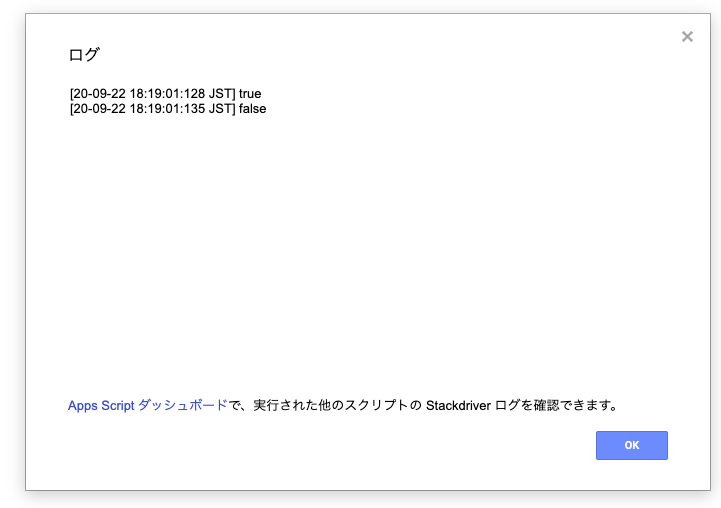 ログ
[20-09-22 18:19:01:128 JST] true
[20-09-22 18:19:01:135 JST] false
Apps Script ダッシュボードで、実行された他のスクリプトの Stackdriver ログを確認できます。
OK